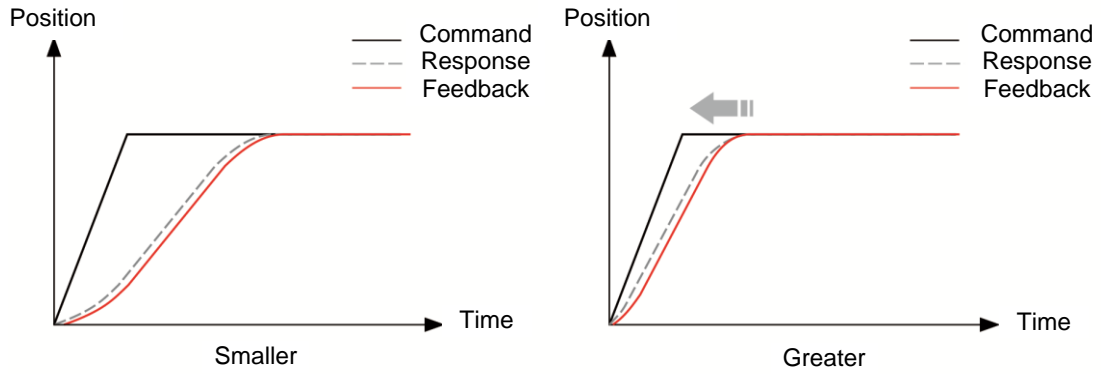 Position
Command
Response
Feedback
Time
Smaller
Position
Command
Response
Feedback
Time
Greater